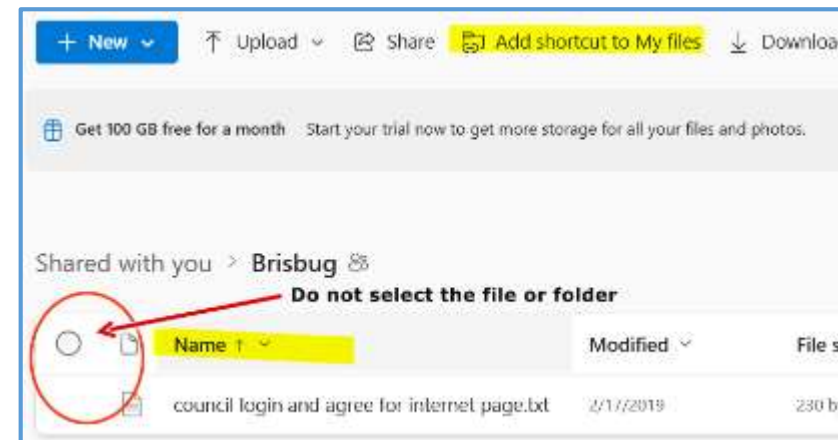 + New Upload Share Add shortcut to My files Downloa
Get 100 GB free for a month Start your trial now to get more storage for all your files and photos.
Shared with you > Brisbug
Do not select the file or folder
Name ↑ Modified File s
council login and agree for internet page.txt 2/17/2019 230 b